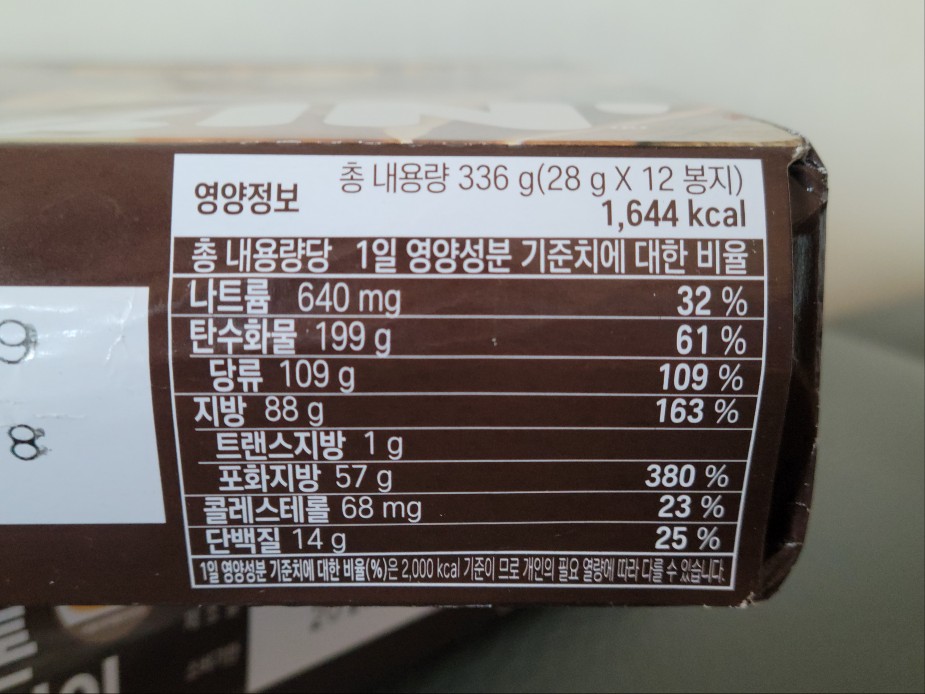 영양정보
총 내용량 336 g(28 g X 12 봉지)
1,644 kcal
총 내용량당 1일 영양성분 기준치에 대한 비율
나트륨 640 mg 32 %
탄수화물 199 g 61 %
당류 109 g 109 %
지방 88 g 163 %
트랜스지방 1 g
포화지방 57 g 380 %
콜레스테롤 68 mg 23 %
단백질 14 g 25 %
1일 영양성분 기준치에 대한 비율(%)은 2,000 kcal 기준이 므로 개인의 필요 열량에 따라 다를 수 있습니다.
9
8